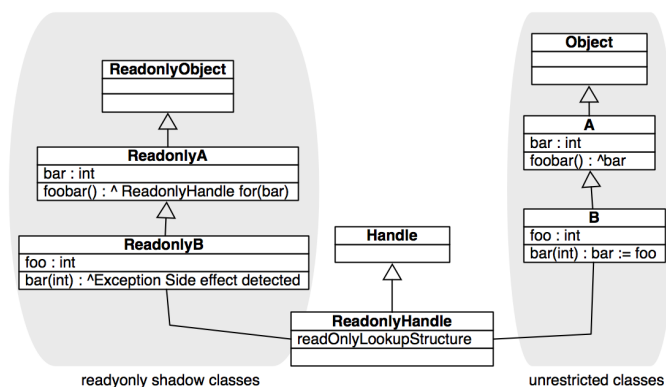 ReadonlyObject
ReadonlyA
bar : int
foobar() : ^ ReadonlyHandle for(bar)
ReadonlyB
foo : int
bar(int) : ^Exception Side effect detected
Handle
ReadonlyHandle
readOnlyLookupStructure
Object
A
bar : int
foobar() : ^bar
B
foo : int
bar(int) : bar := foo
readyonly shadow classes
unrestricted classes